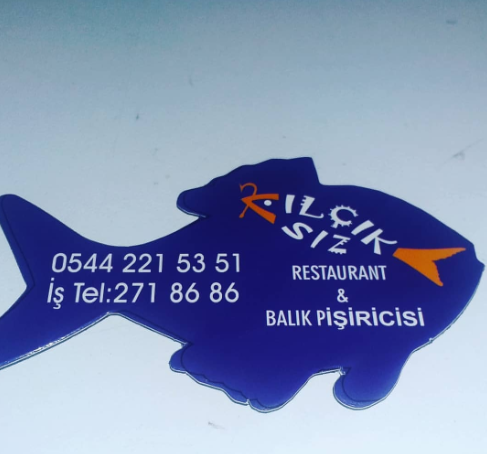 KILÇIK
SIZ
RESTAURANT
&
BALIK PİŞİRİCİSİ
0544 221 53 51
İş Tel:271 86 86